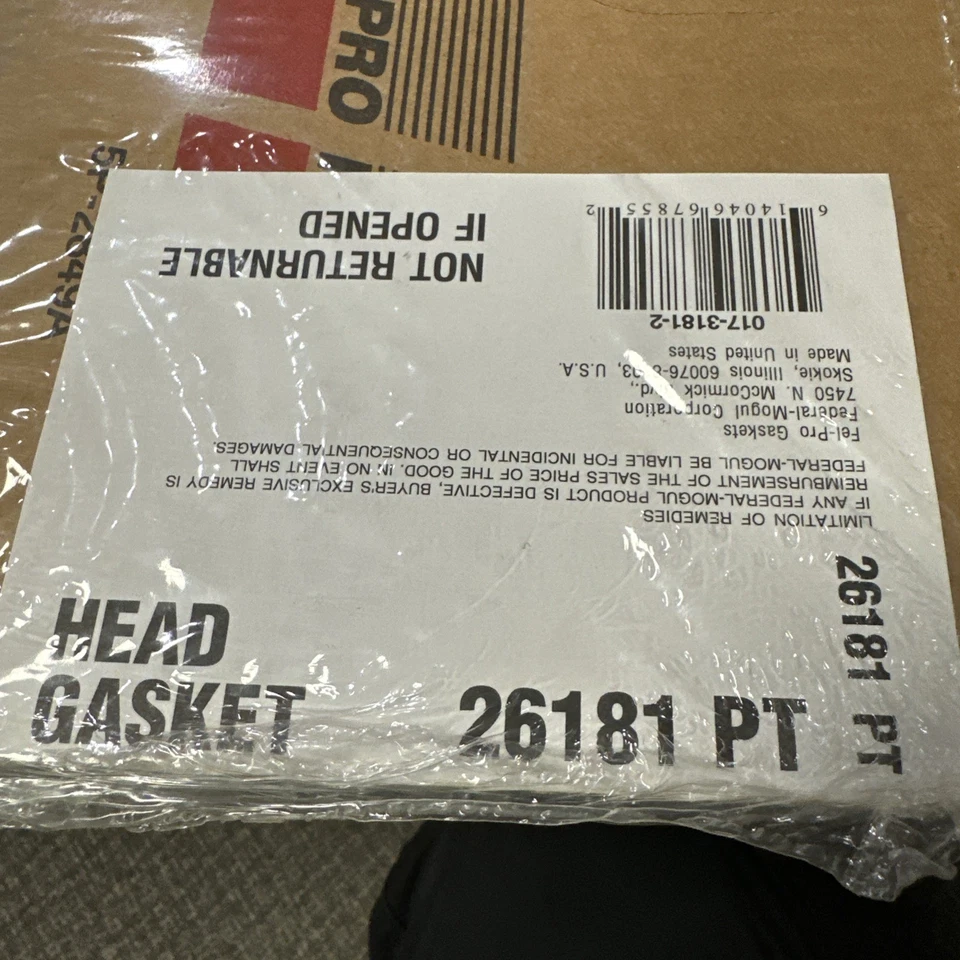 PRO
HEAD
GASKET
26181 PT
26181 PT
LIMITATION OF REMEDIES
IF ANY FEDERAL-MOGUL PRODUCT IS DEFECTIVE, BUYER'S EXCLUSIVE REMEDY IS
REIMBURSEMENT OF THE SALES PRICE OF THE GOOD. IN NO EVENT SHALL
FEDERAL-MOGUL BE LIABLE FOR INCIDENTAL OR CONSEQUENTIAL DAMAGES.
Fel-Pro Gaskets
Federal-Mogul Corporation
7450 N. McCormick
Skokie, Illinois U.S.A.
Made in United States
017-3181-2
6 14046 67855 2
NOT RETURNABLE
IF OPENED